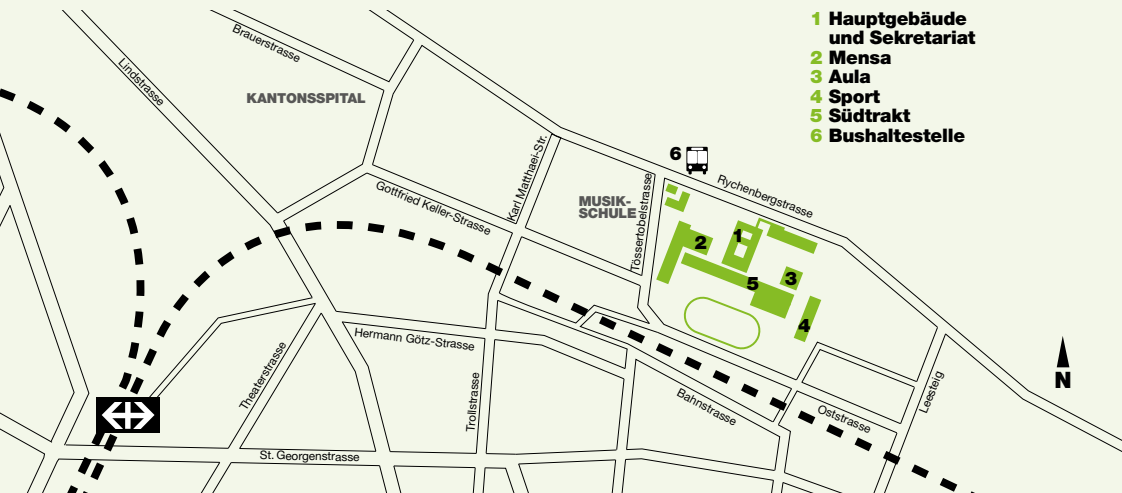 1 Hauptgebäude
und Sekretariat
2 Mensa
3 Aula
4 Sport
5 Südtrakt
6 Bushaltestelle
Brauerstrasse
Lindstrasse
KANTONSSPITAL
Karl Matthaei-Str.
6
Rychenbergstrasse
Gottfried Keller-Strasse
MUSIK-
SCHULE
Tössertobelstrasse
1
2
3
5
4
Hermann Götz-Strasse
Theaterstrasse
Trollstrasse
Bahnstrasse
Oststrasse
Leesteig
N
St. Georgenstrasse